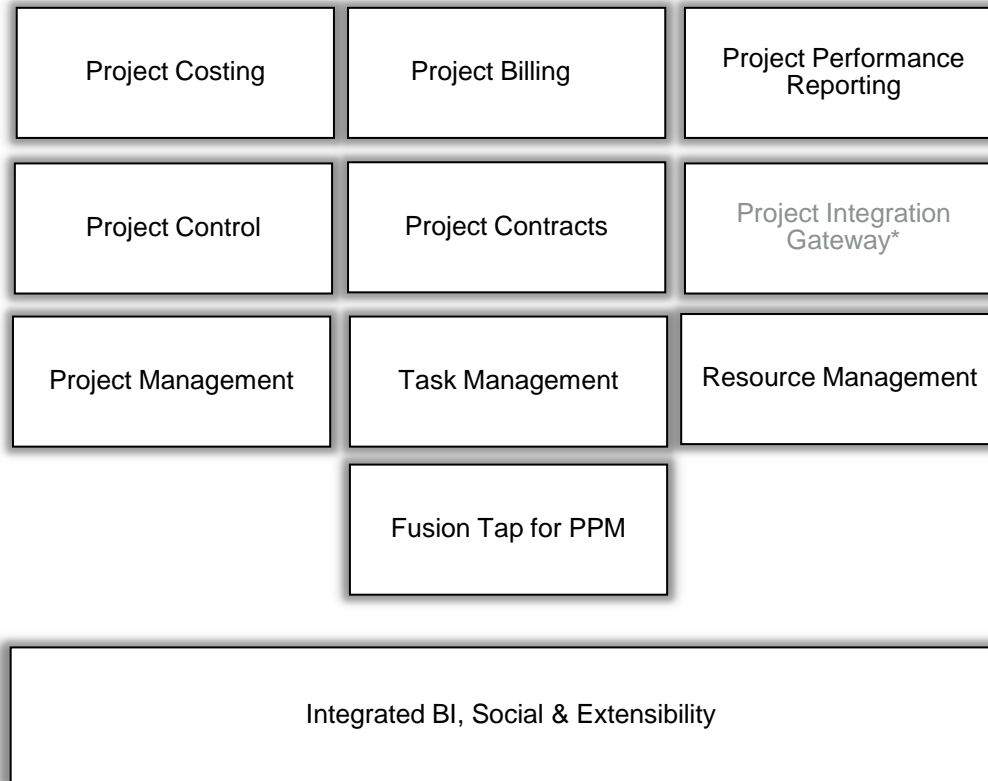 Project Costing
Project Billing
Project Performance
Reporting
Project Control
Project Contracts
Project Integration
Gateway*
Project Management
Task Management
Resource Management
Fusion Tap for PPM
Integrated BI, Social & Extensibility